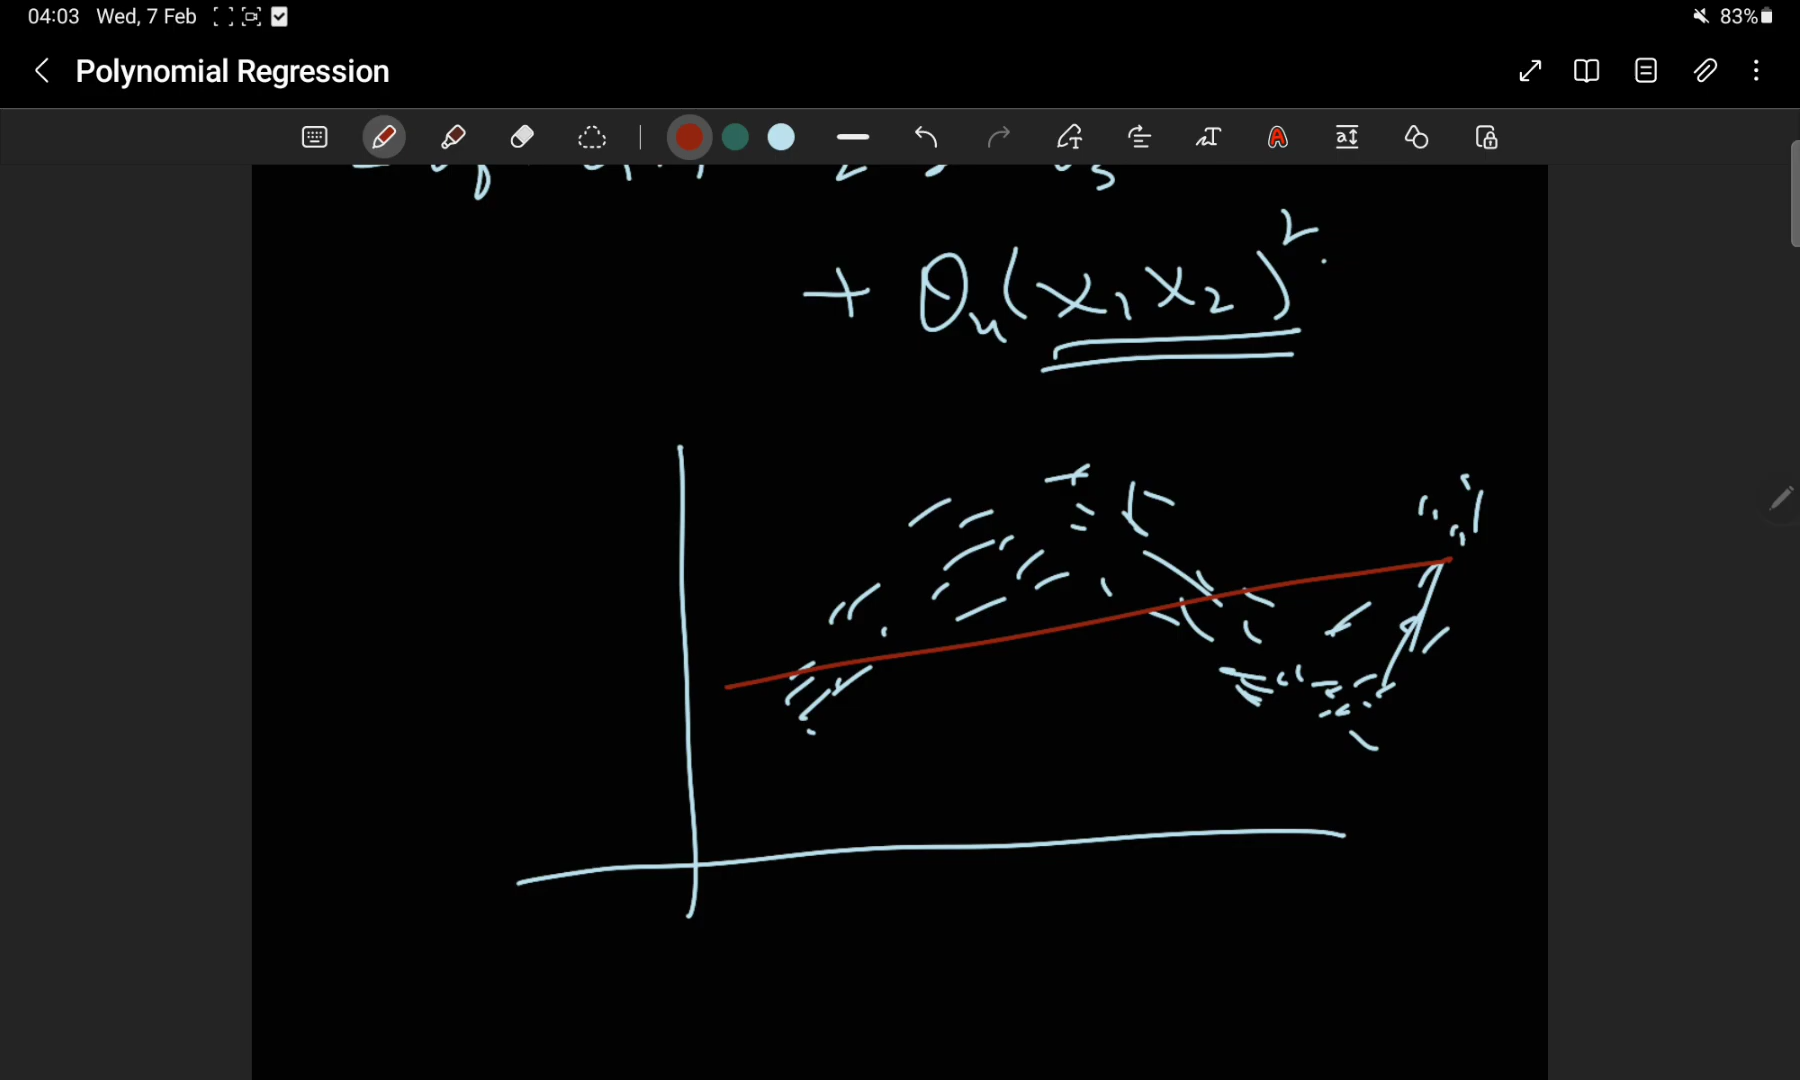 04:03 Wed, 7 Feb 83%
Polynomial Regression
+ θ₄(x₁x₂)²